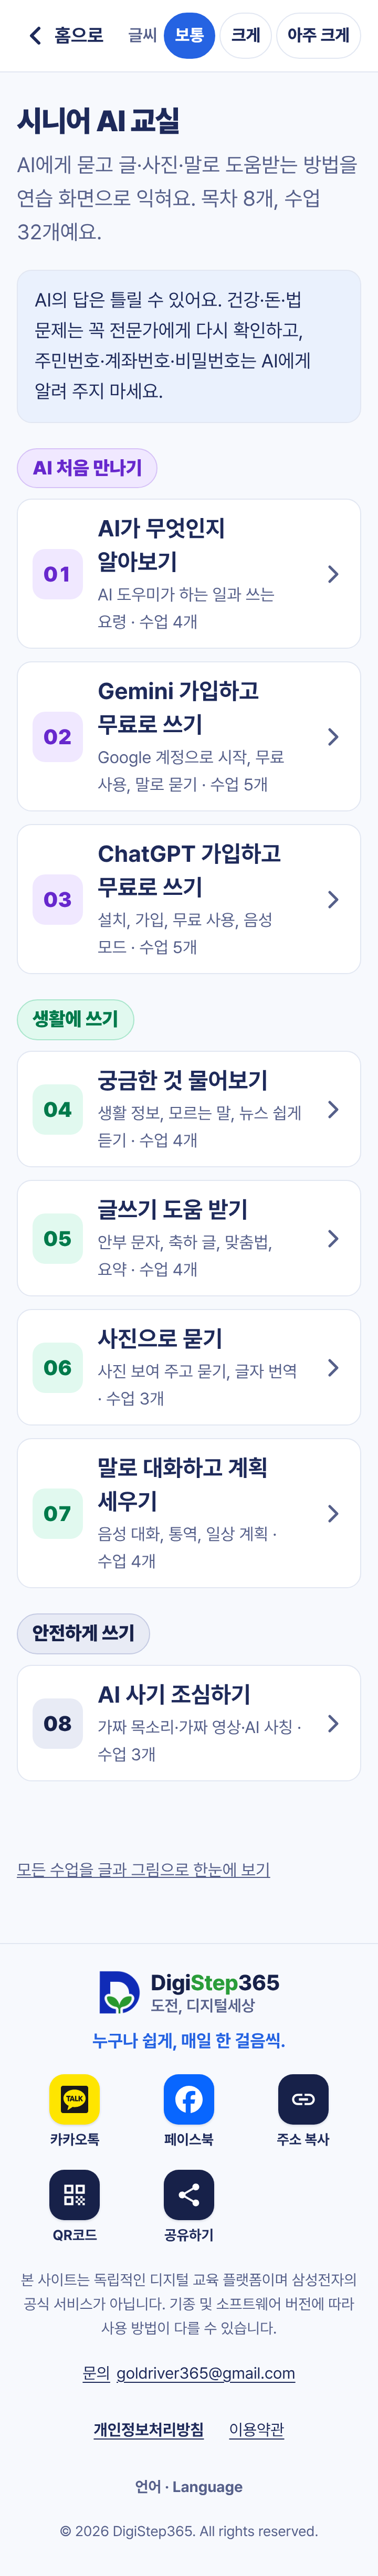 홈으로 글씨 보통 크게 아주 크게
시니어 AI 교실
AI에게 묻고 글·사진·말로 도움받는 방법을
연습 화면으로 익혀요. 목차 8개, 수업
32개예요.
AI의 답은 틀릴 수 있어요. 건강·돈·법
문제는 꼭 전문가에게 다시 확인하고,
주민번호·계좌번호·비밀번호는 AI에게
알려 주지 마세요.
AI 처음 만나기
01
AI가 무엇인지
알아보기
AI 도우미가 하는 일과 쓰는
요령 · 수업 4개
02
Gemini 가입하고
무료로 쓰기
Google 계정으로 시작, 무료
사용, 말로 묻기 · 수업 5개
03
ChatGPT 가입하고
무료로 쓰기
설치, 가입, 무료 사용, 음성
모드 · 수업 5개
생활에 쓰기
04
궁금한 것 물어보기
생활 정보, 모르는 말, 뉴스 쉽게
듣기 · 수업 4개
05
글쓰기 도움 받기
안부 문자, 축하 글, 맞춤법,
요약 · 수업 4개
06
사진으로 묻기
사진 보여 주고 묻기, 글자 번역
· 수업 3개
07
말로 대화하고 계획
세우기
음성 대화, 통역, 일상 계획 ·
수업 4개
안전하게 쓰기
08
AI 사기 조심하기
가짜 목소리·가짜 영상·AI 사칭 ·
수업 3개
모든 수업을 글과 그림으로 한눈에 보기
DigiStep365
도전, 디지털세상
누구나 쉽게, 매일 한 걸음씩.
TALK
카카오톡 페이스북 주소 복사
QR코드 공유하기
본 사이트는 독립적인 디지털 교육 플랫폼이며 삼성전자의
공식 서비스가 아닙니다. 기종 및 소프트웨어 버전에 따라
사용 방법이 다를 수 있습니다.
문의 goldriver365@gmail.com
개인정보처리방침 이용약관
언어 · Language
© 2026 DigiStep365. All rights reserved.